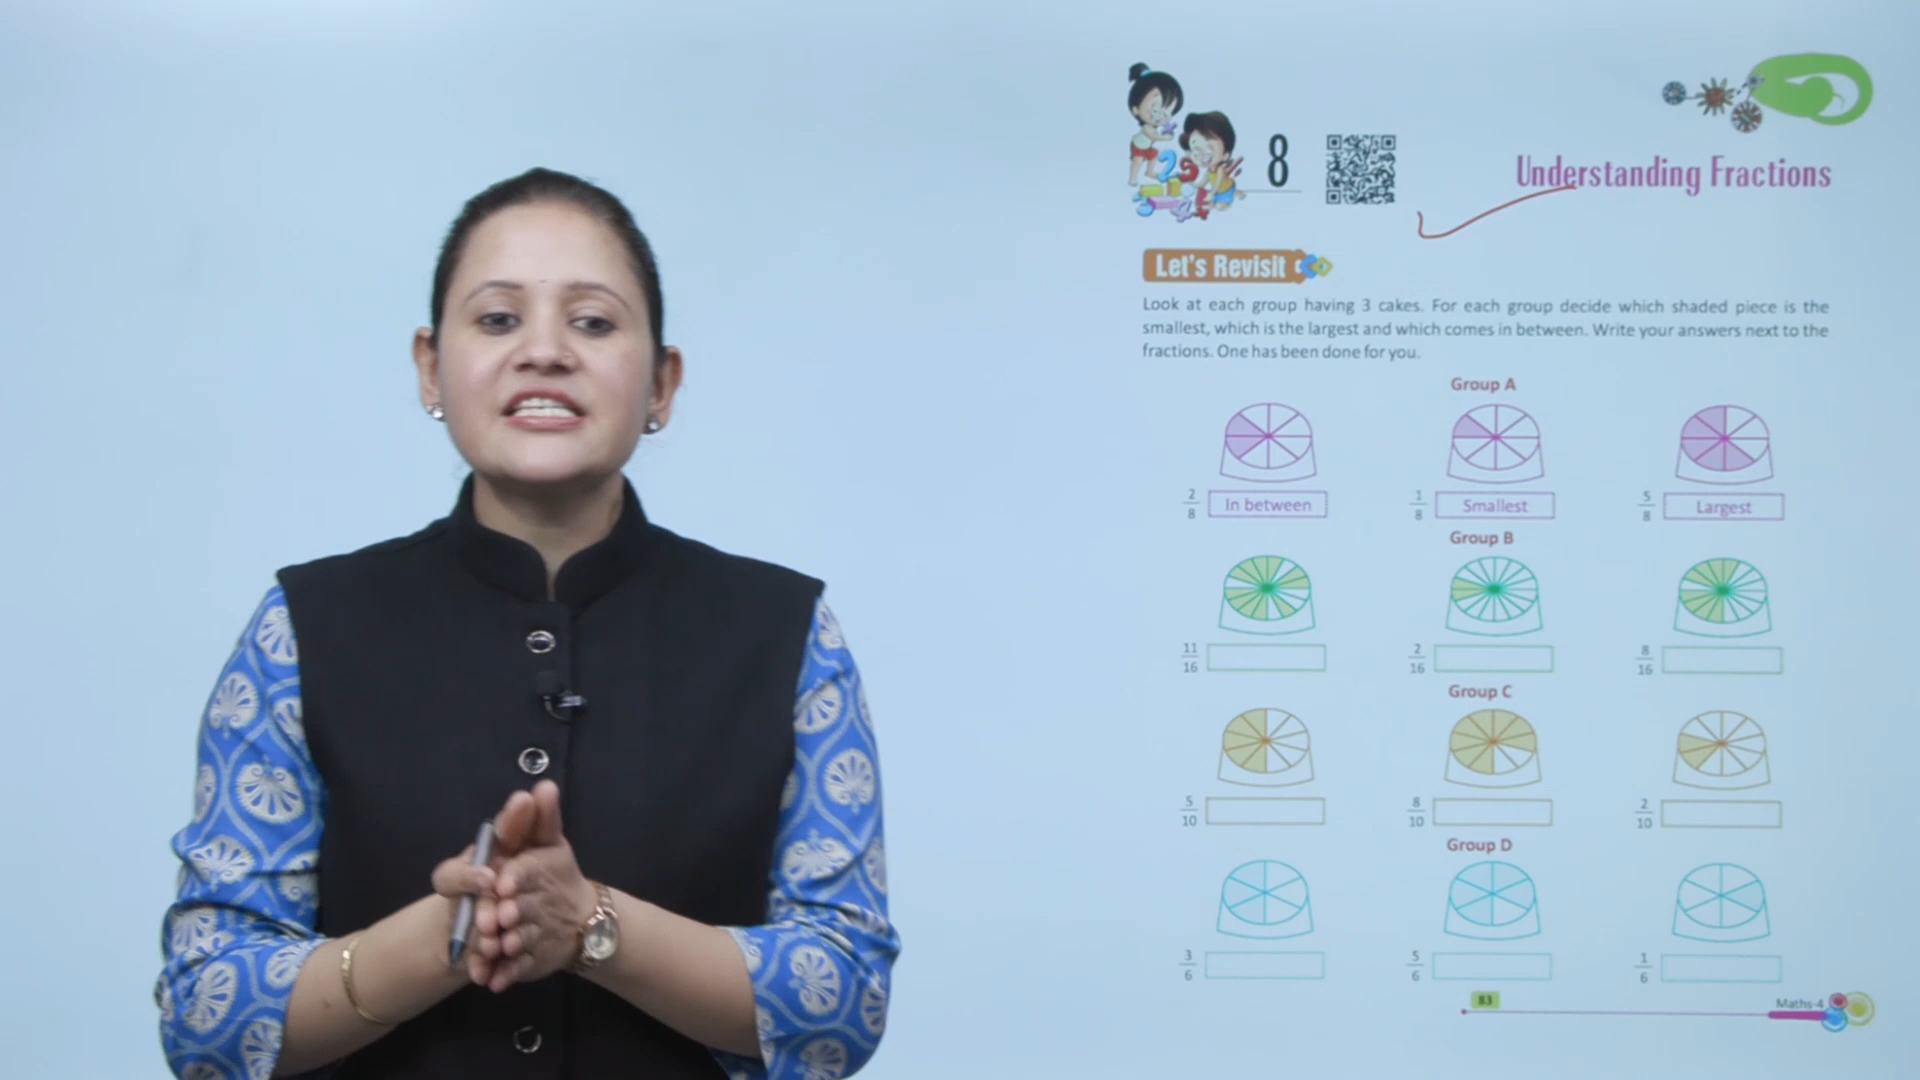 8
Understanding Fractions
Let's Revisit
Look at each group having 3 cakes. For each group decide which shaded piece is the
smallest, which is the largest and which comes in between. Write your answers next to the
fractions. One has been done for you.
Group A
2/8 In between 1/8 Smallest 5/8 Largest
Group B
11/16 2/16 8/16
Group C
5/10 8/10 2/10
Group D
3/6 5/6 1/6
83
Maths-4